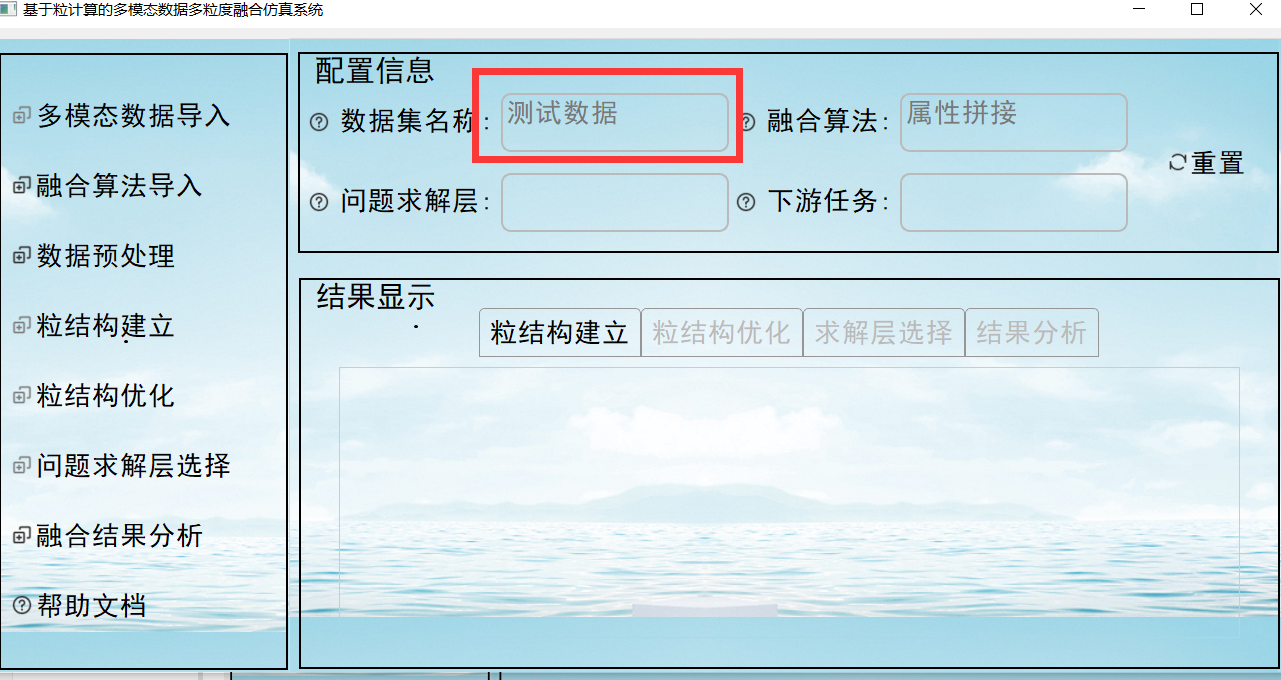 基于粒计算的多模态数据多粒度融合仿真系统
多模态数据导入
融合算法导入
数据预处理
粒结构建立
粒结构优化
问题求解层选择
融合结果分析
帮助文档
配置信息
数据集名称: 测试数据 融合算法: 属性拼接
重置
问题求解层: 下游任务:
结果显示
粒结构建立 粒结构优化 求解层选择 结果分析